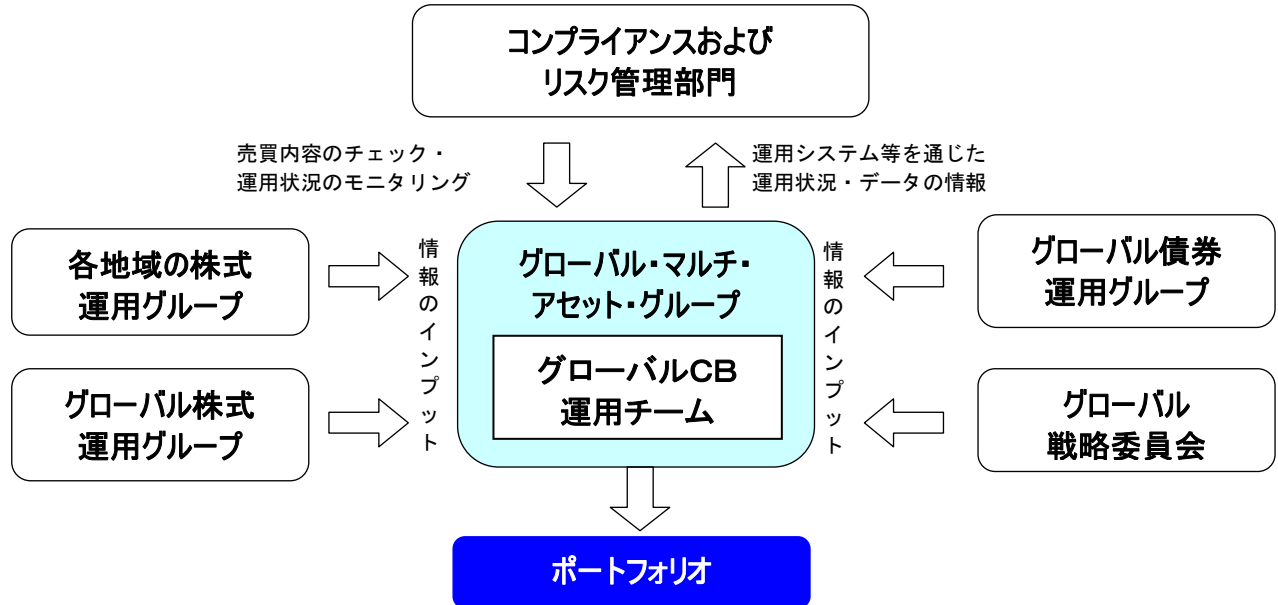 コンプライアンスおよび
リスク管理部門
売買内容のチェック・
運用状況のモニタリング
運用システム等を通じた
運用状況・データの情報
各地域の株式
運用グループ
グローバル株式
運用グループ
情報のインプット
グローバル・マルチ・
アセット・グループ
グローバルCB
運用チーム
情報のインプット
グローバル債券
運用グループ
グローバル
戦略委員会
ポートフォリオ